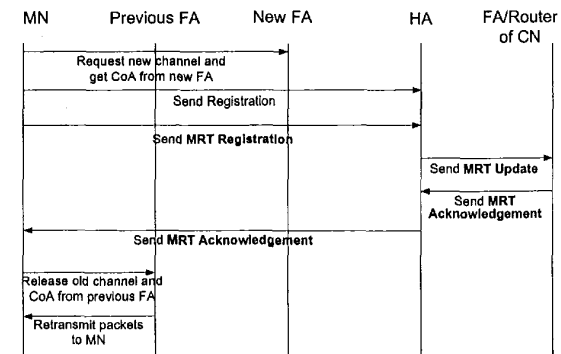 MN Previous FA New FA HA FA/Router
of CN
Request new channel and
get CoA from new FA
Send Registration
Send MRT Registration
Send MRT Update
Send MRT
Acknowledgement
Send MRT Acknowledgement
Release old channel and
CoA from previous FA
Retransmit packets
to MN